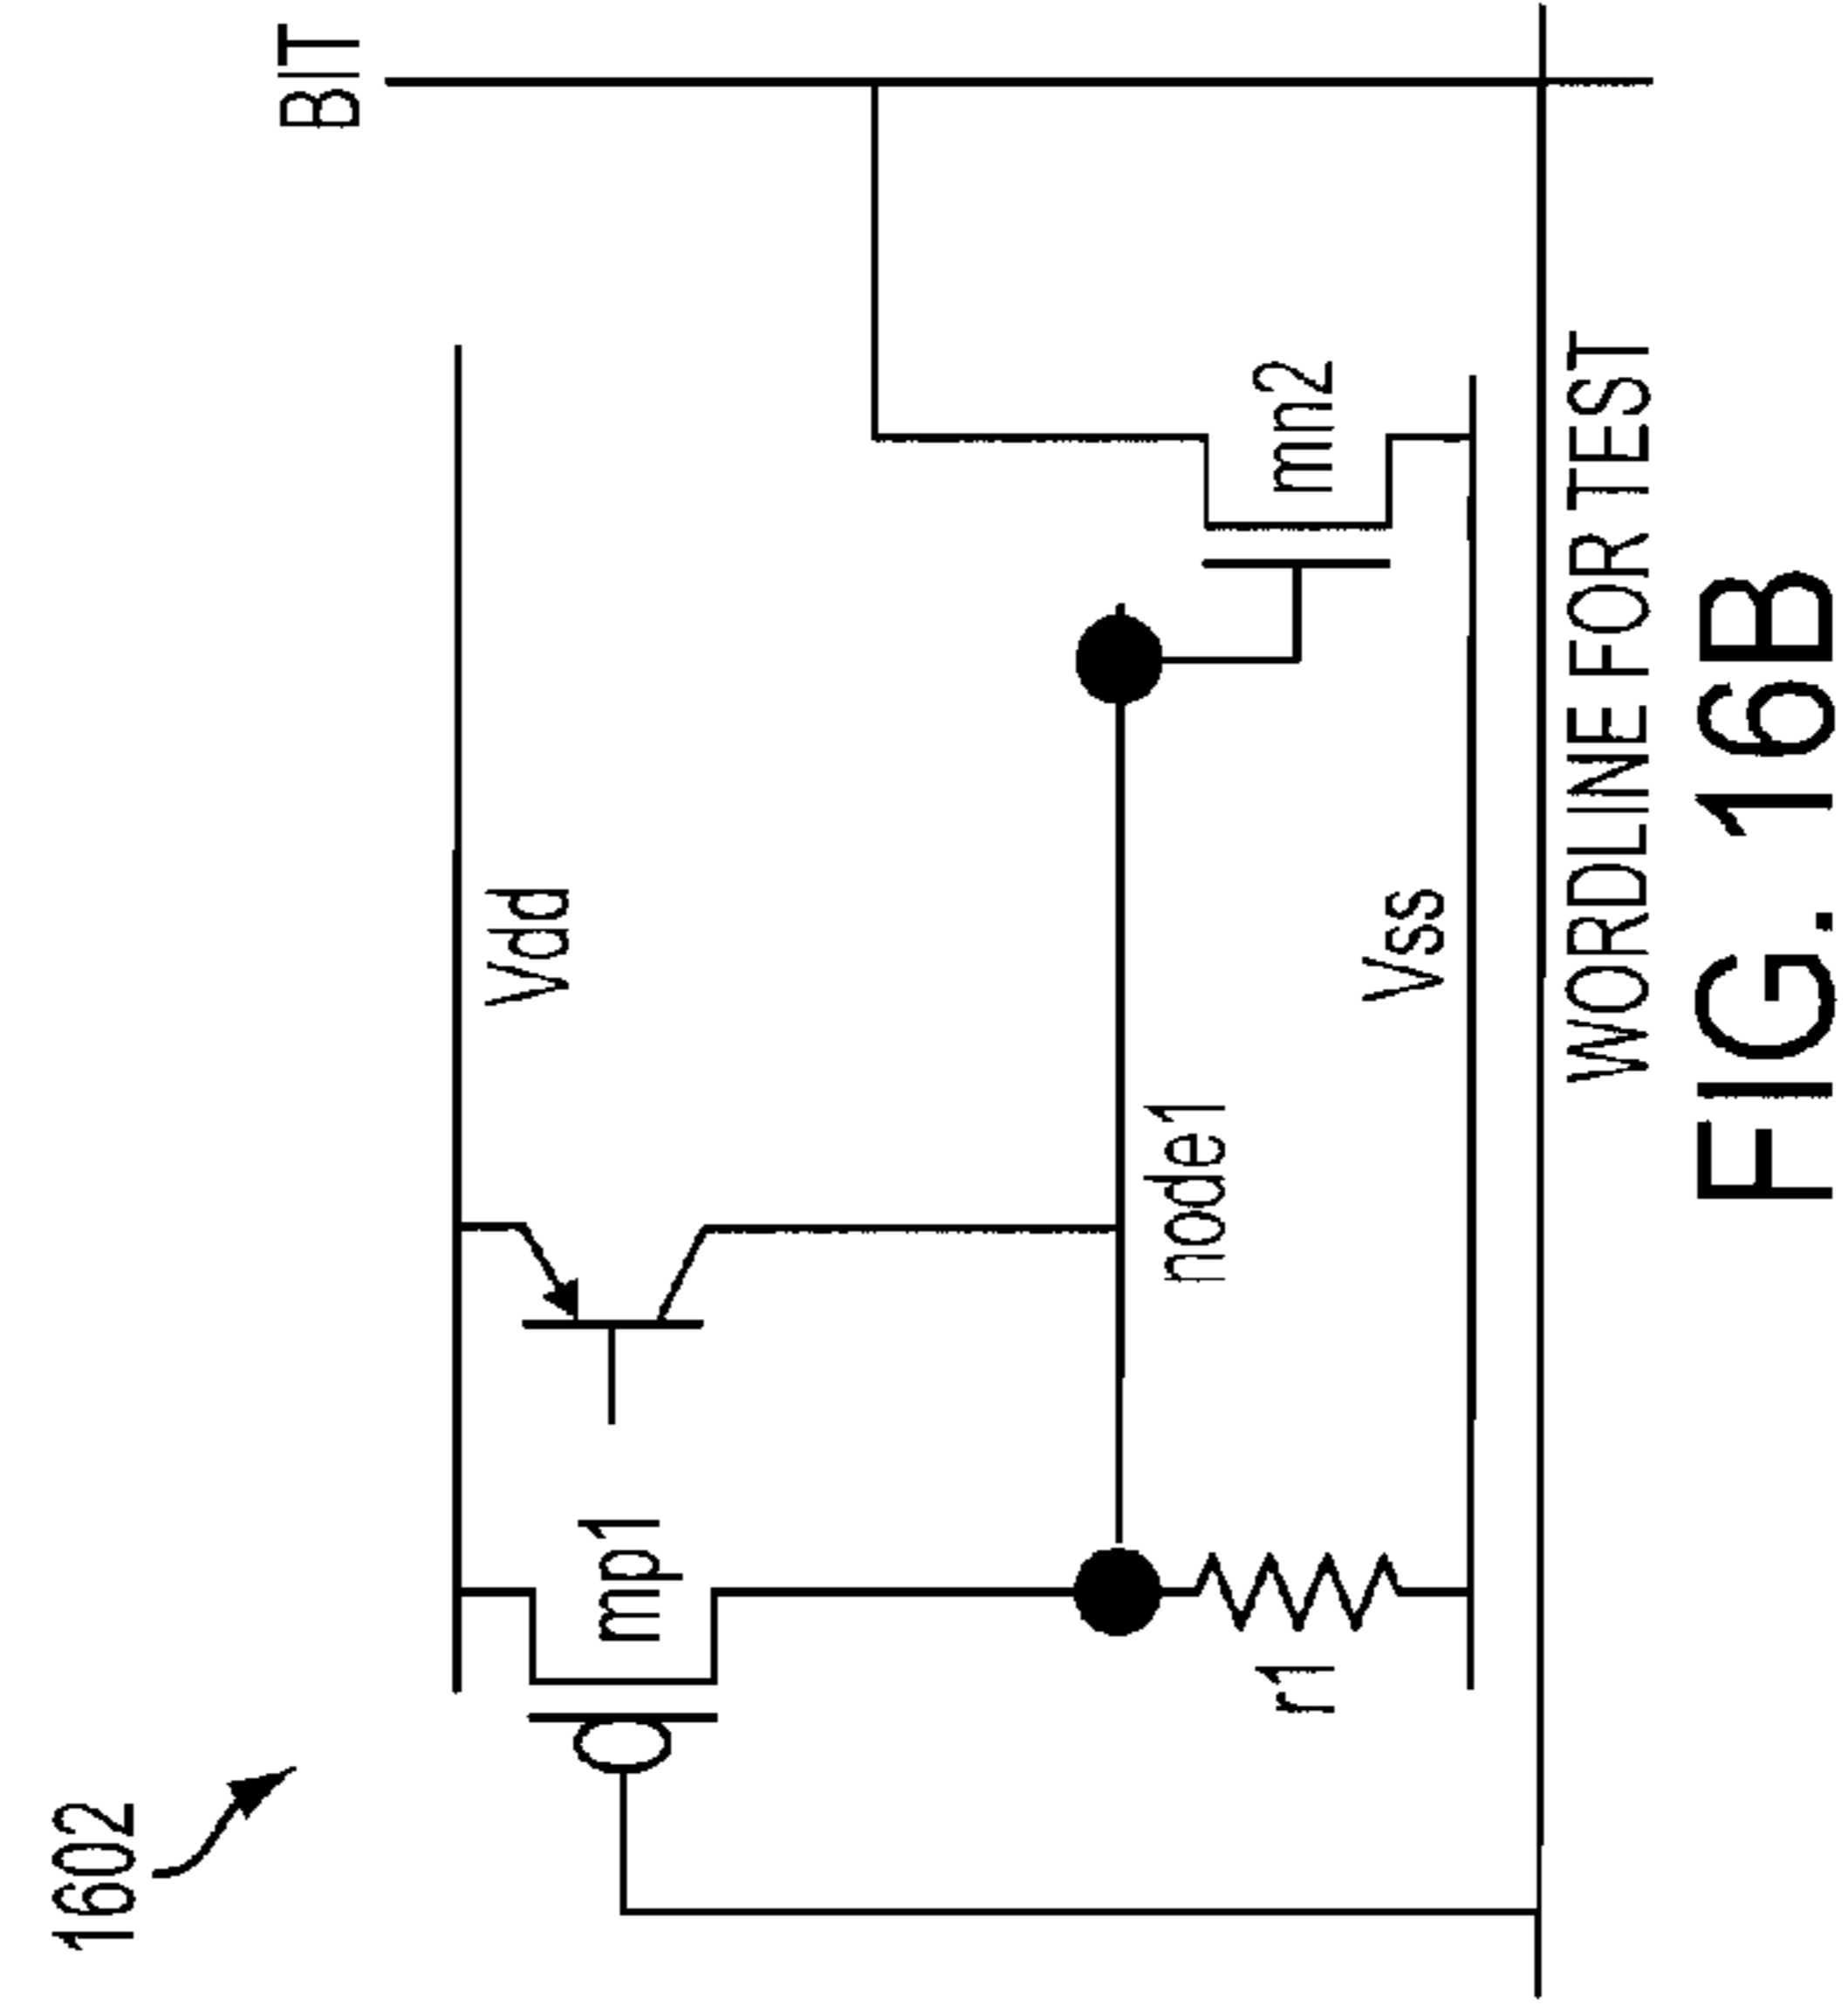 1602
BIT
Vdd
mp1
node1
mn2
r1
Vss
WORDLINE FOR TEST
FIG. 16B